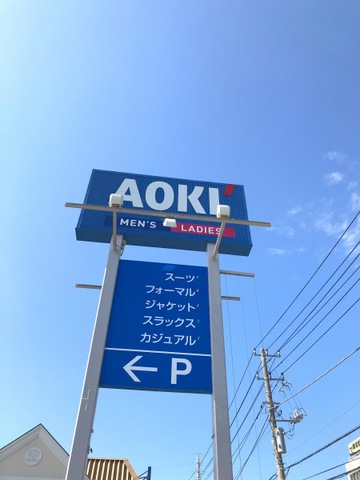 AOKI
MEN'S LADIES
スーツ
フォーマル
ジャケット
スラックス
カジュアル
← P